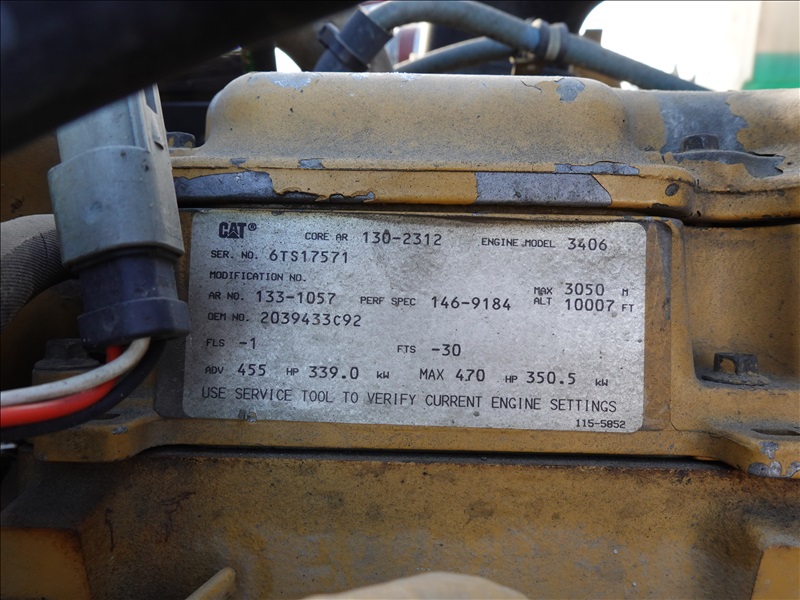 CAT® CORE AR 130-2312 ENGINE MODEL 3406
SER. NO. 6TS17571
MODIFICATION NO.
AR NO. 133-1057 PERF SPEC 146-9184 MAX ALT 3050 M 10007 FT
OEM NO. 2039433C92
FLS -1 FTS -30
ADV 455 HP 339.0 kW MAX 470 HP 350.5 kW
USE SERVICE TOOL TO VERIFY CURRENT ENGINE SETTINGS
115-5852